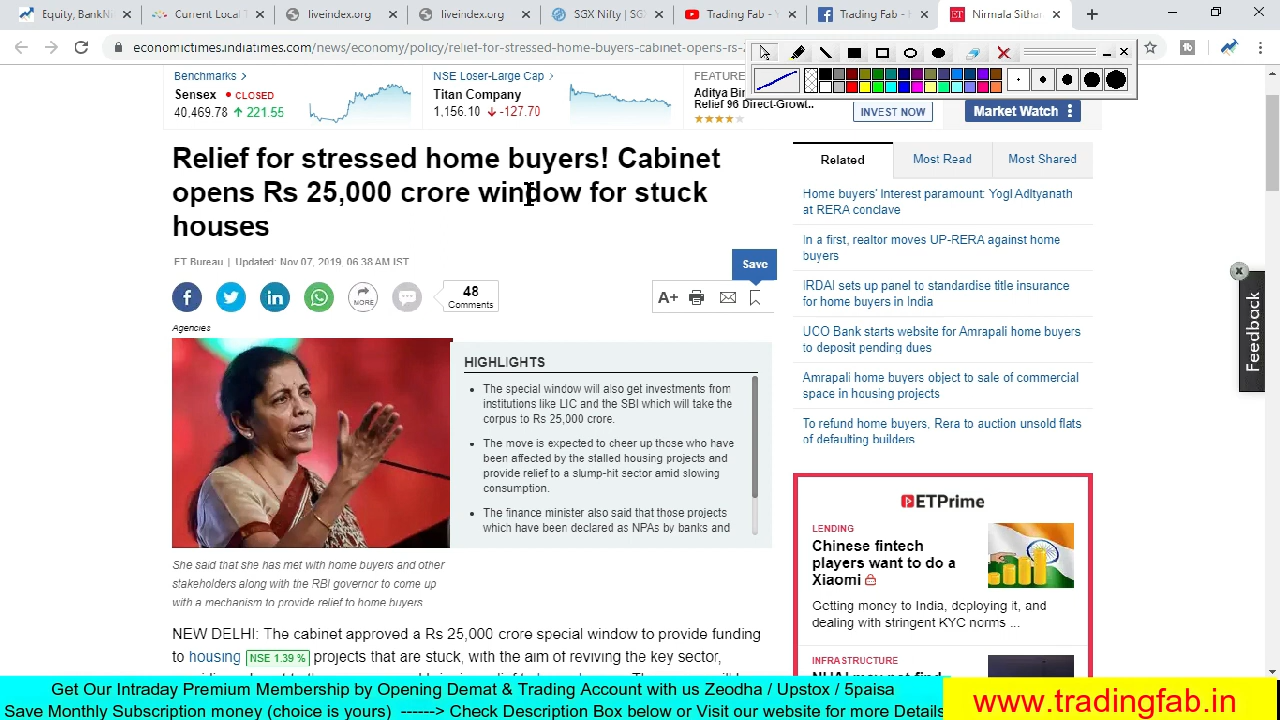 Equity, BankNi
Current Local T
liveindex.org
liveindex.org
SGX Nifty | SG
Trading Fab - Y
Trading Fab - H
ET Nirmala Sithar
economictimes.indiatimes.com/news/economy/policy/relief-for-stressed-home-buyers-cabinet-opens-rs-2
Benchmarks >
Sensex • CLOSED
40,469.78 ↑ 221.55
NSE Loser-Large Cap >
Titan Company
1,156.10 ↓ -127.70
FEATURE
Aditya Bir
Relief 96 Direct-Growt..
INVEST NOW
Market Watch
Relief for stressed home buyers! Cabinet
opens Rs 25,000 crore window for stuck
houses
ET Bureau | Updated: Nov 07, 2019, 06.38 AM IST
Save
MORE
48
Comments
A+
Agencies
HIGHLIGHTS
The special window will also get investments from
institutions like LIC and the SBI which will take the
corpus to Rs 25,000 crore.
The move is expected to cheer up those who have
been affected by the stalled housing projects and
provide relief to a slump-hit sector amid slowing
consumption.
The finance minister also said that those projects
which have been declared as NPAs by banks and
She said that she has met with home buyers and other
stakeholders along with the RBI governor to come up
with a mechanism to provide relief to home buyers
NEW DELHI: The cabinet approved a Rs 25,000 crore special window to provide funding
to housing NSE 1.39 % projects that are stuck, with the aim of reviving the key sector,
Related
Most Read
Most Shared
Home buyers' interest paramount: Yogi Adityanath
at RERA conclave
In a first, realtor moves UP-RERA against home
buyers
IRDAI sets up panel to standardise title insurance
for home buyers in India
UCO Bank starts website for Amrapali home buyers
to deposit pending dues
Amrapali home buyers object to sale of commercial
space in housing projects
To refund home buyers, Rera to auction unsold flats
of defaulting builders
ETPrime
LENDING
Chinese fintech
players want to do a
Xiaomi
Getting money to India, deploying it, and
dealing with stringent KYC norms ...
INFRASTRUCTURE
NHAI may not find
Feedback
Get Our Intraday Premium Membership by Opening Demat & Trading Account with us Zeodha / Upstox / 5paisa
Save Monthly Subscription money (choice is yours) ------> Check Description Box below or Visit our website for more Details
www.tradingfab.in